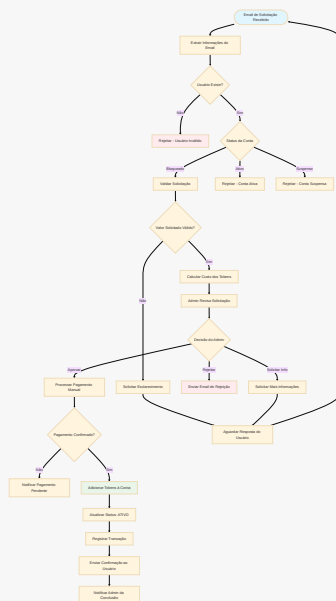 Email de Solicitação
Recebido
Extrair Informações do
Email
Usuário Existe?
Não
Sim
Rejeitar - Usuário Inválido
Status da Conta
Bloqueado
Ativo
Suspenso
Validar Solicitação
Rejeitar - Conta Ativa
Rejeitar - Conta Suspensa
Valor Solicitado Válido?
Sim
Calcular Custo dos Tokens
Não
Admin Revisa Solicitação
Decisão do Admin
Aprovar
Rejeitar
Solicitar Info
Processar Pagamento
Manual
Solicitar Esclarecimento
Enviar Email de Rejeição
Solicitar Mais Informações
Pagamento Confirmado?
Aguardar Resposta do
Usuário
Não
Sim
Notificar Pagamento
Pendente
Adicionar Tokens à Conta
Atualizar Status: ATIVO
Registrar Transação
Enviar Confirmação ao
Usuário
Notificar Admin da
Conclusão